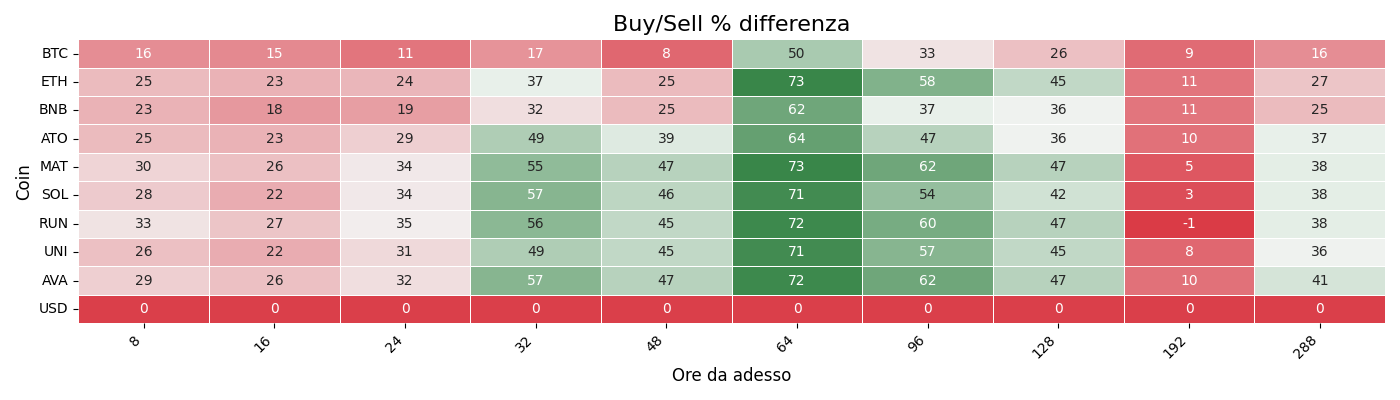 Buy/Sell % differenza
Coin
BTC 16 15 11 17 8 50 33 26 9 16
ETH 25 23 24 37 25 73 58 45 11 27
BNB 23 18 19 32 25 62 37 36 11 25
ATO 25 23 29 49 39 64 47 36 10 37
MAT 30 26 34 55 47 73 62 47 5 38
SOL 28 22 34 57 46 71 54 42 3 38
RUN 33 27 35 56 45 72 60 47 -1 38
UNI 26 22 31 49 45 71 57 45 8 36
AVA 29 26 32 57 47 72 62 47 10 41
USD 0 0 0 0 0 0 0 0 0 0
8 16 24 32 48 64 96 128 192 288
Ore da adesso